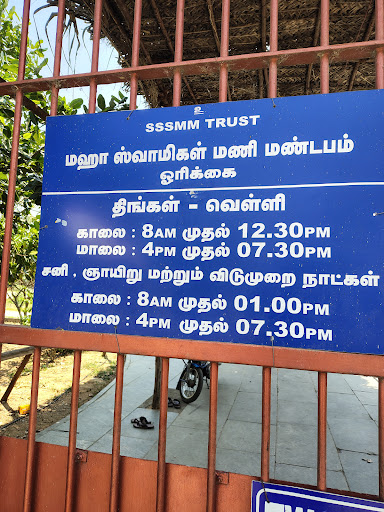 உ
SSSMM TRUST
மஹா ஸ்வாமிகள் மணி மண்டபம்
ஓரிக்கை
திங்கள் - வெள்ளி
காலை : 8AM முதல் 12.30PM
மாலை : 4PM முதல் 07.30PM
சனி , ஞாயிறு மற்றும் விடுமுறை நாட்கள்
காலை : 8AM முதல் 01.00PM
மாலை : 4PM முதல் 07.30PM